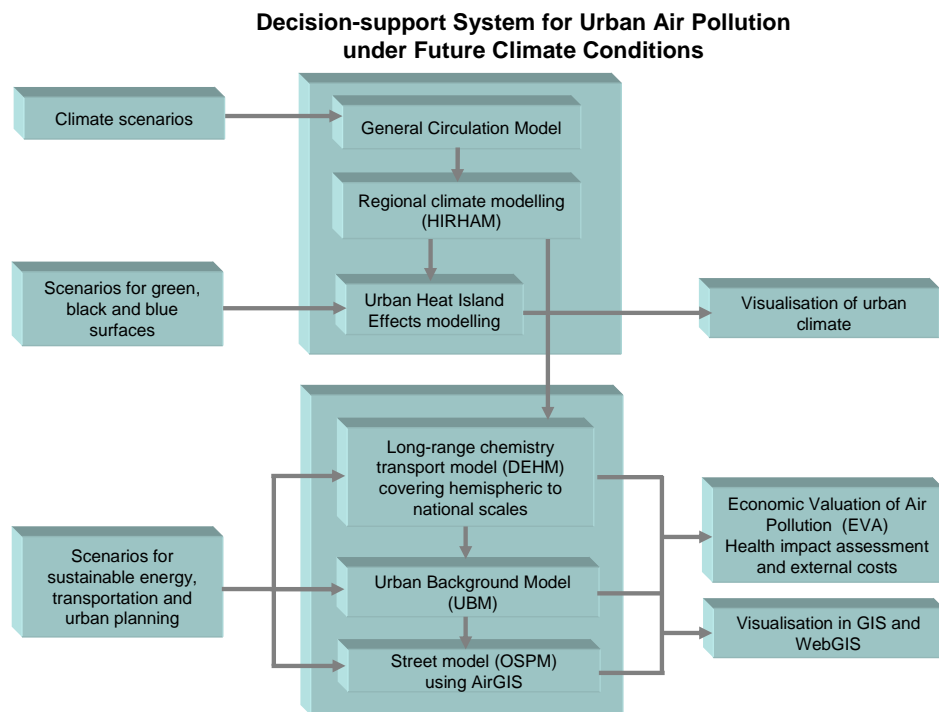 Decision-support System for Urban Air Pollution
under Future Climate Conditions
Climate scenarios
General Circulation Model
Regional climate modelling
(HIRHAM)
Scenarios for green,
black and blue
surfaces
Urban Heat Island
Effects modelling
Visualisation of urban
climate
Long-range chemistry
transport model (DEHM)
covering hemispheric to
national scales
Economic Valuation of Air
Pollution (EVA)
Health impact assessment
and external costs
Scenarios for
sustainable energy,
transportation and
urban planning
Urban Background Model
(UBM)
Visualisation in GIS and
WebGIS
Street model (OSPM)
using AirGIS